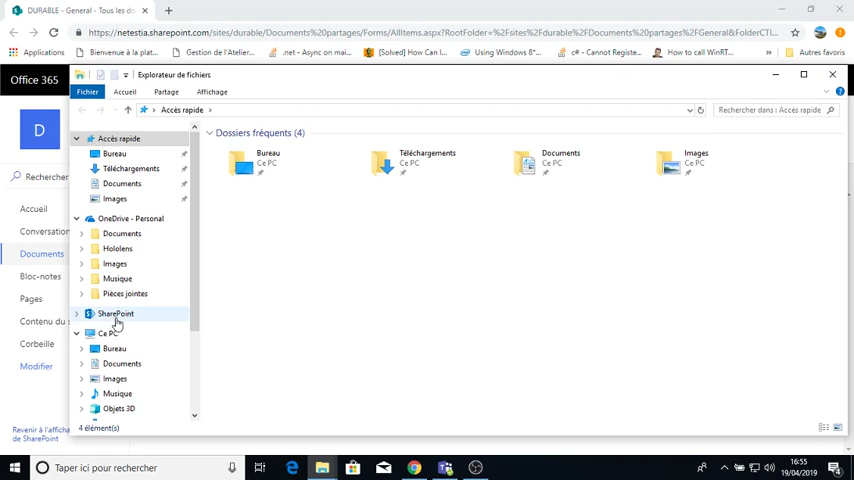 DURABLE - General - Tous les do
https://netestia.sharepoint.com/sites/durable/Documents%20partages/Forms/AllItems.aspx?RootFolder=%2Fsites%2Fdurable%2FDocuments%20partages%2FGeneral&FolderCTI...
Applications
Bienvenue à la plat...
Gestion de l'Atelier...
.net - Async on mai...
[Solved] How Can I...
Using Windows 8"...
c# - Cannot Registe...
How to call WinRT...
»
Autres favoris
Office 365
Explorateur de fichiers
Fichier
Accueil
Partage
Affichage
Accès rapide
Rechercher dans : Accès rapide
D
Rechercher
Accueil
Conversation
Documents
Bloc-notes
Pages
Contenu du s
Corbeille
Modifier
Revenir à l'affich
de SharePoint
Accès rapide
Bureau
Téléchargements
Documents
Images
OneDrive - Personal
Documents
Hololens
Images
Musique
Pièces jointes
SharePoint
Ce PC
Bureau
Documents
Images
Musique
Objets 3D
4 élément(s)
Dossiers fréquents (4)
Bureau
Ce PC
Téléchargements
Ce PC
Documents
Ce PC
Images
Ce PC
Taper ici pour rechercher
16:55
19/04/2019
4